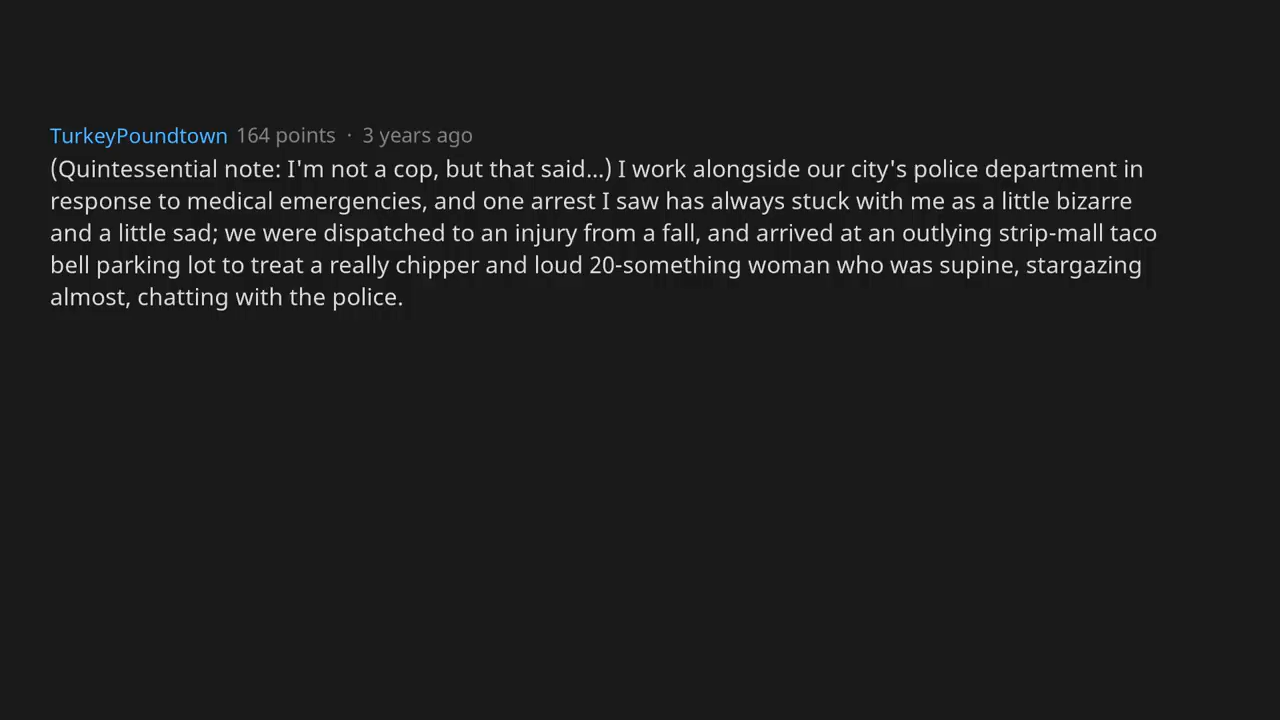 TurkeyPoundtown 164 points · 3 years ago
(Quintessential note: I'm not a cop, but that said...) I work alongside our city's police department in
response to medical emergencies, and one arrest I saw has always stuck with me as a little bizarre
and a little sad; we were dispatched to an injury from a fall, and arrived at an outlying strip-mall taco
bell parking lot to treat a really chipper and loud 20-something woman who was supine, stargazing
almost, chatting with the police.